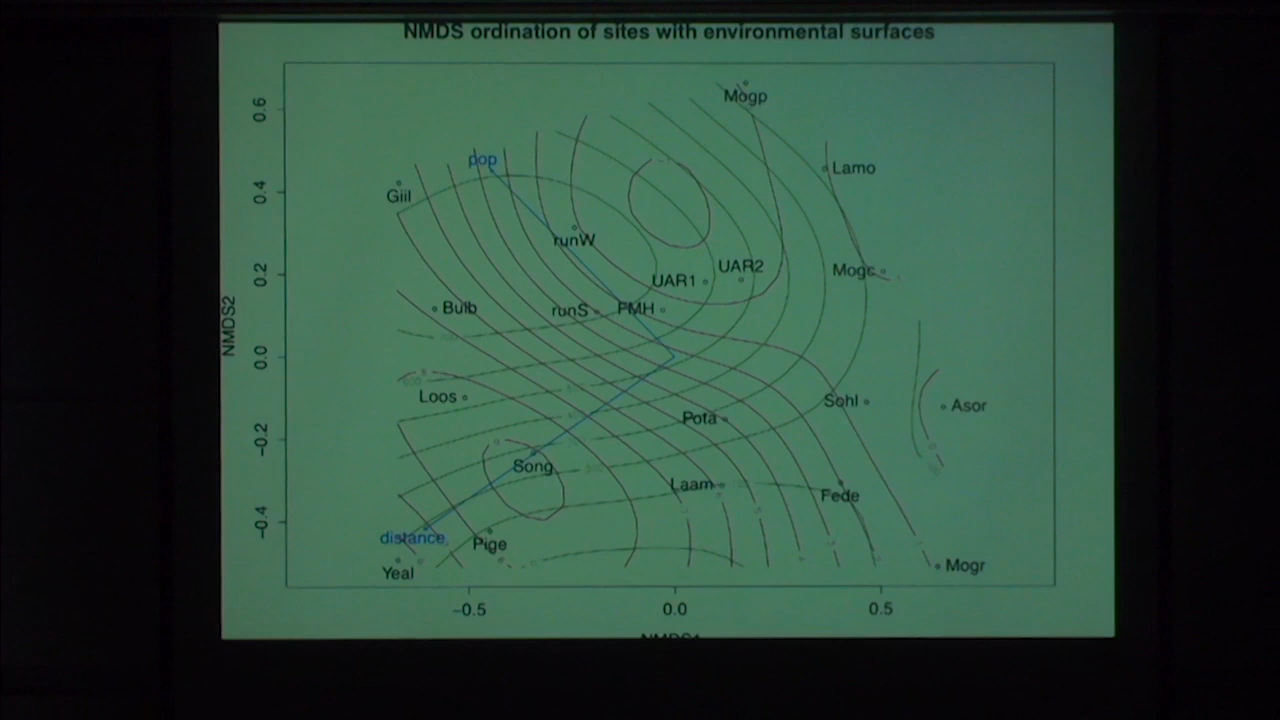 NMDS ordination of sites with environmental surfaces
0.6
Mogp
pop
Lamo
Giil
0.4
runW
UAR2
Mogc
0.2
UAR1
Bulb
runS
FMH
NMDS2
0.0
Loos
Sohl
Asor
Pota
-0.2
Song
Laam
Fede
-0.4
distance
Pige
Yeal
Mogr
-0.5
0.0
0.5
NMDS1